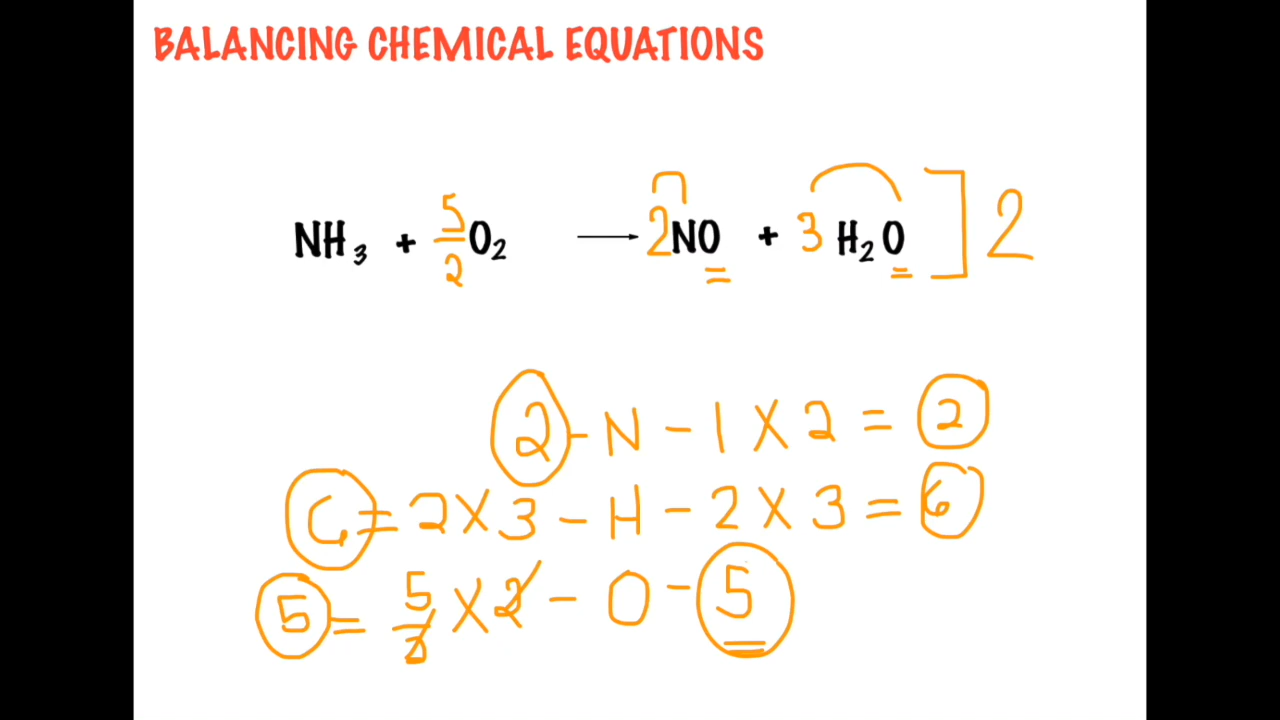 BALANCING CHEMICAL EQUATIONS
NH₃ + 5/2 O₂ → 2NO + 3 H₂O ] 2
2 - N - 1 X 2 = 2
6 = 2 X 3 - H - 2 X 3 = 6
5 = 5/2 X 2 - O - 5